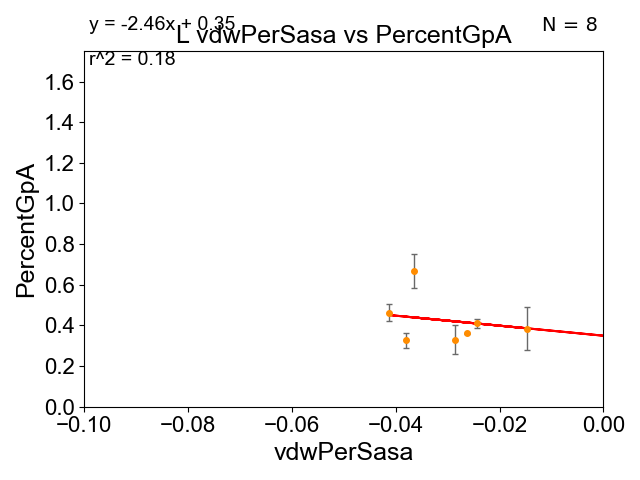 y = -2.46x + 0.35
N = 8
L vdwPerSasa vs PercentGpA
r^2 = 0.18
1.6
1.4
1.2
1.0
0.8
0.6
0.4
0.2
0.0
PercentGpA
−0.10 −0.08 −0.06 −0.04 −0.02 0.00
vdwPerSasa